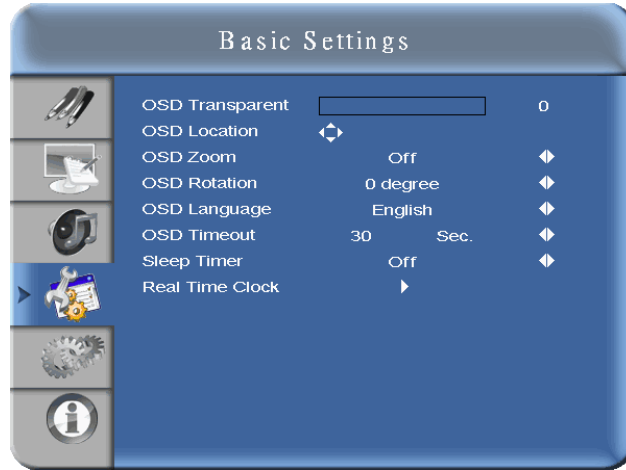 Basic Settings
OSD Transparent 0
OSD Location
OSD Zoom Off
OSD Rotation 0 degree
OSD Language English
OSD Timeout 30 Sec.
Sleep Timer Off
Real Time Clock